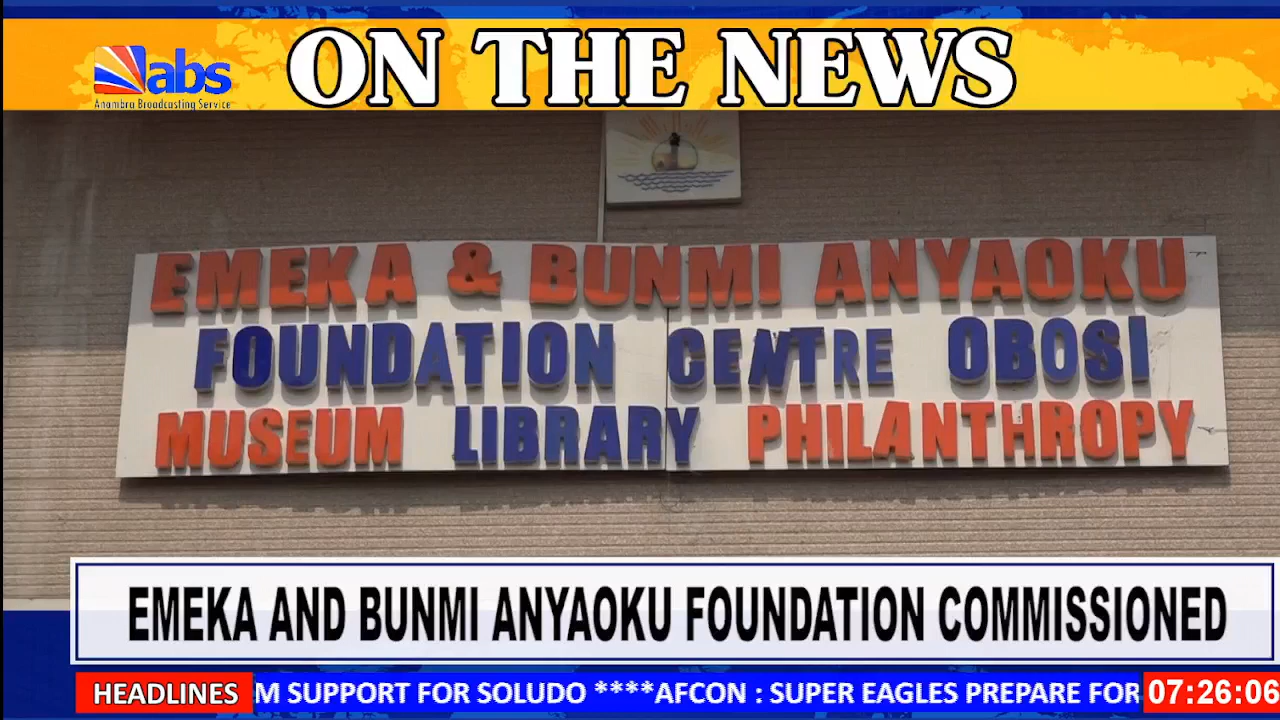 ON THE NEWS
abs
Anambra Broadcasting Service
EMEKA & BUNMI ANYAOKU
FOUNDATION CENTRE OBOSI
MUSEUM LIBRARY PHILANTHROPY
EMEKA AND BUNMI ANYAOKU FOUNDATION COMMISSIONED
HEADLINES M SUPPORT FOR SOLUDO ****AFCON : SUPER EAGLES PREPARE FOR 07:26:06